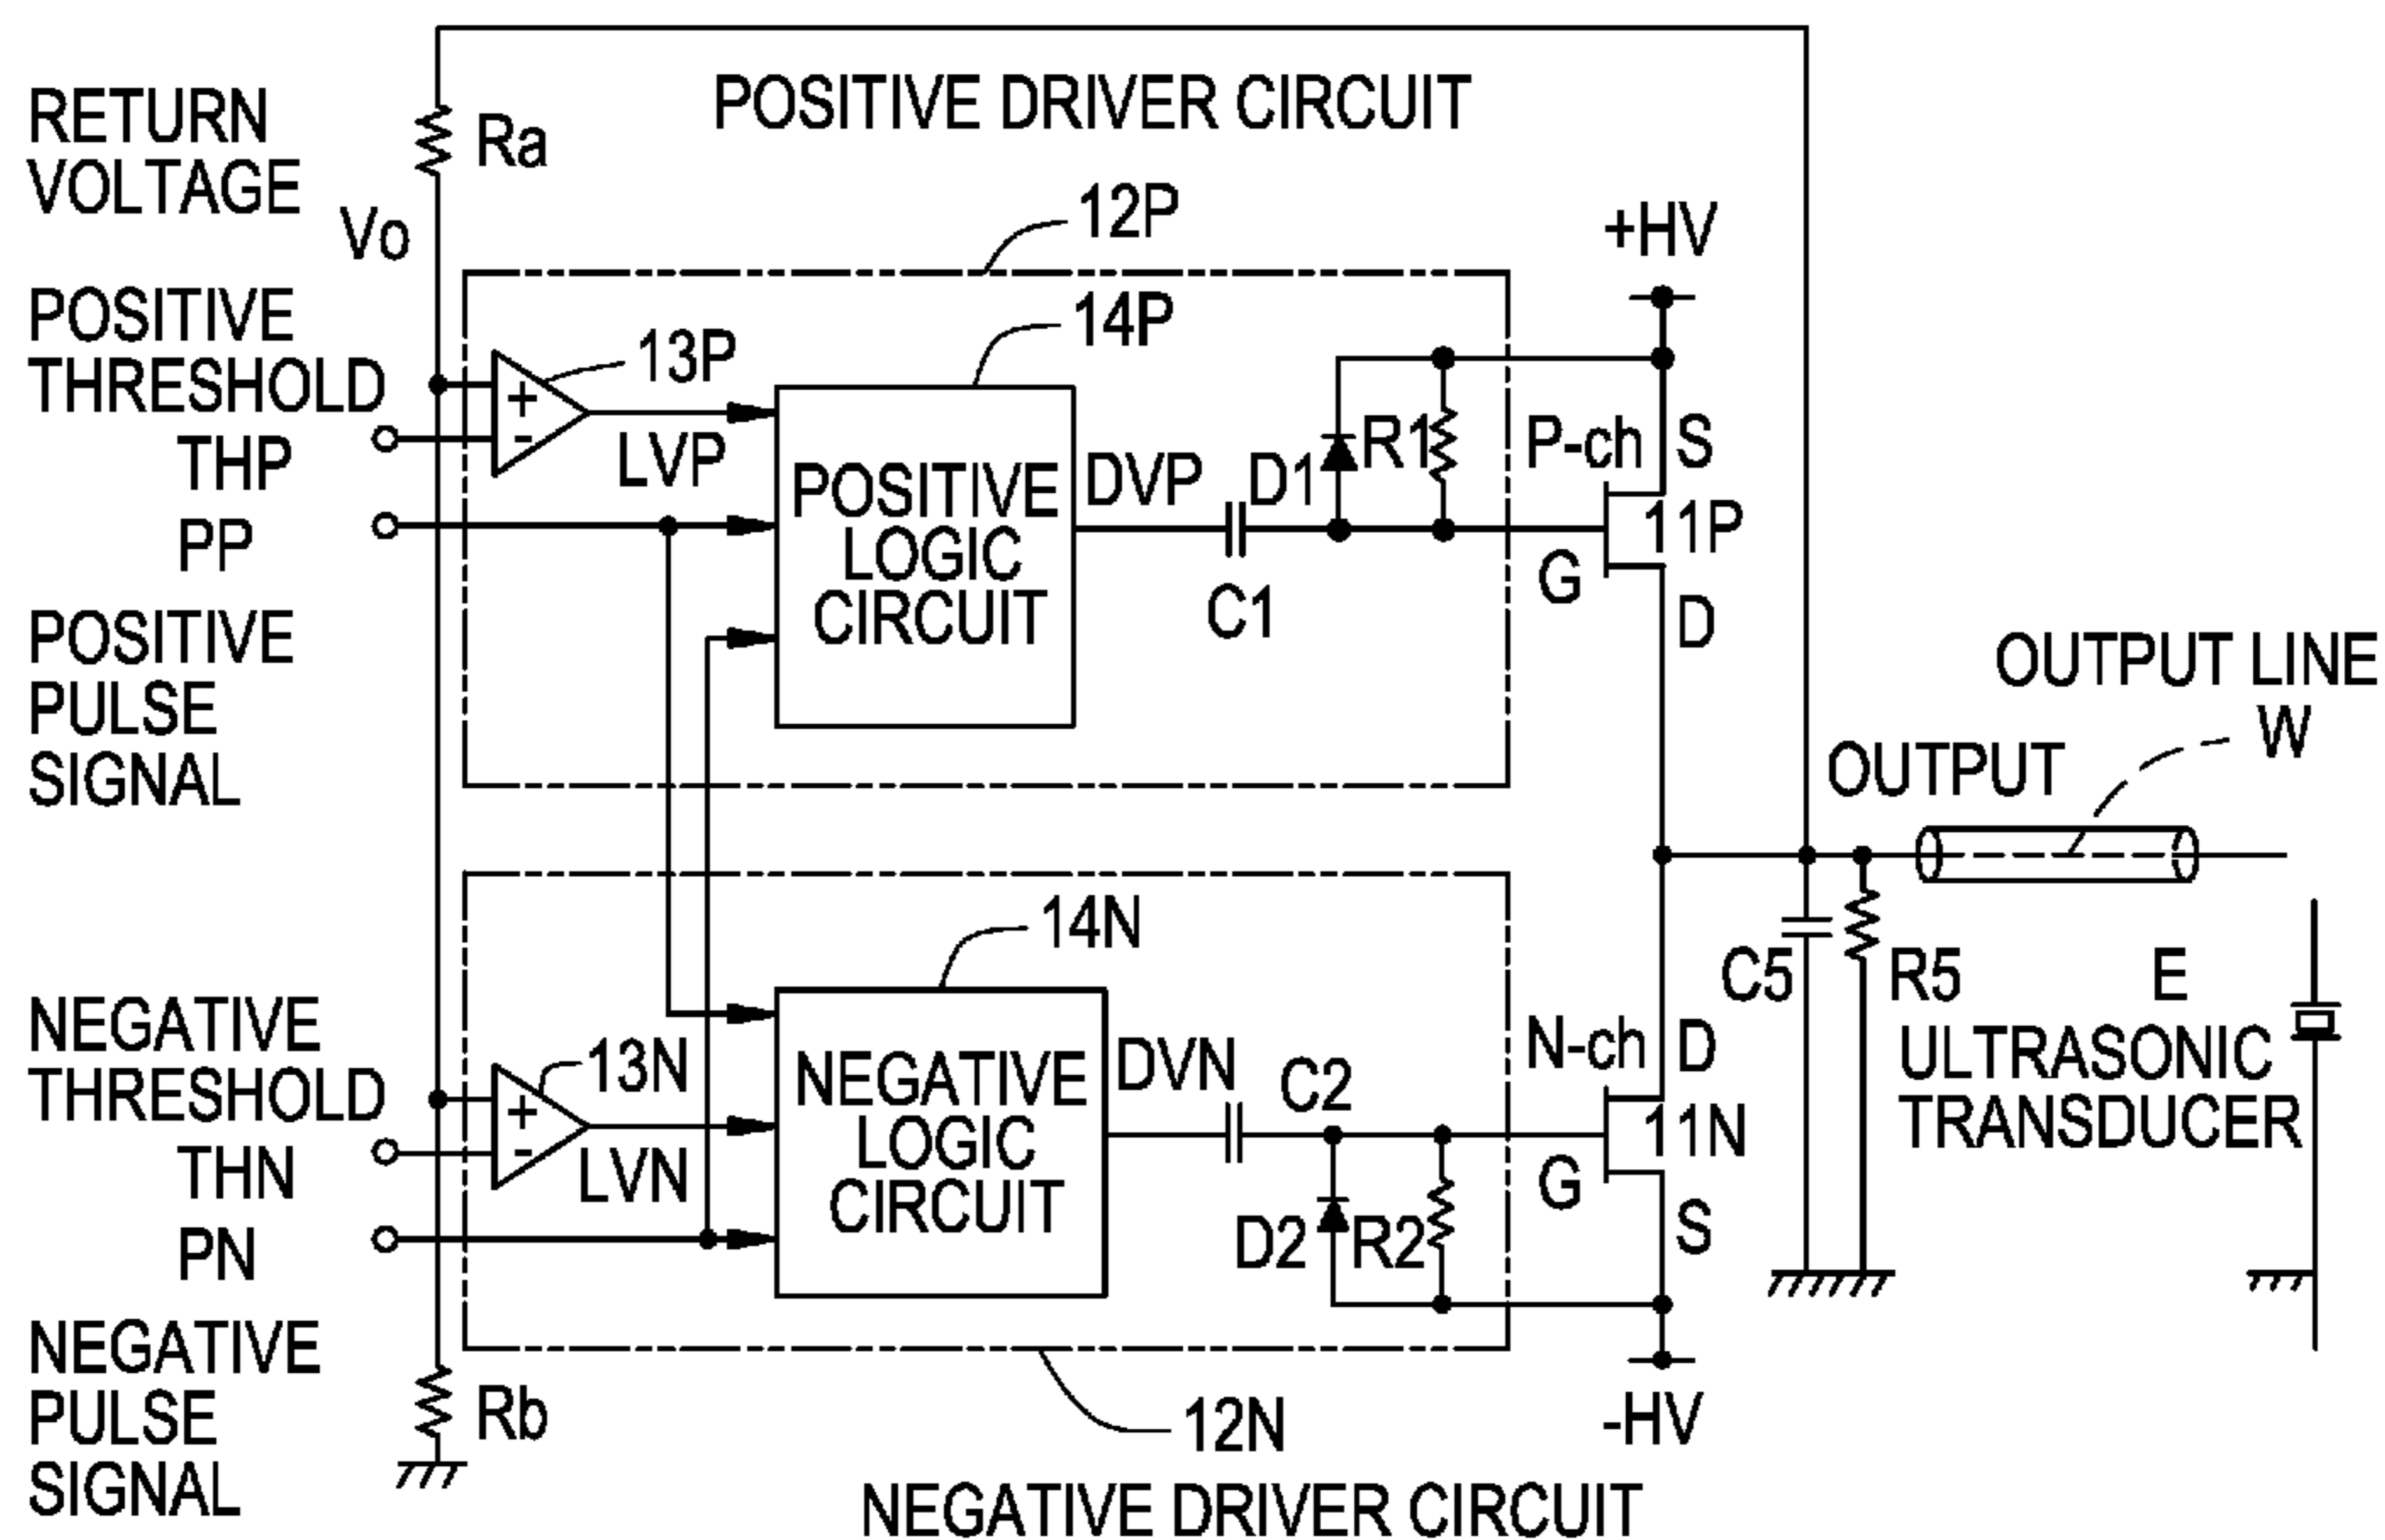 POSITIVE DRIVER CIRCUIT
RETURN
VOLTAGE
Ra
Vo
12P
+HV
POSITIVE
THRESHOLD
THP
PP
13P
14P
+
-
LVP
POSITIVE
LOGIC
CIRCUIT
DVP
D1
R1
C1
P-ch
S
11P
G
D
POSITIVE
PULSE
SIGNAL
OUTPUT LINE
W
OUTPUT
14N
C5
R5
E
ULTRASONIC
TRANSDUCER
NEGATIVE
THRESHOLD
THN
PN
13N
+
-
LVN
NEGATIVE
LOGIC
CIRCUIT
DVN
C2
D2
R2
N-ch
D
11N
G
S
NEGATIVE
PULSE
SIGNAL
Rb
12N
-HV
NEGATIVE DRIVER CIRCUIT